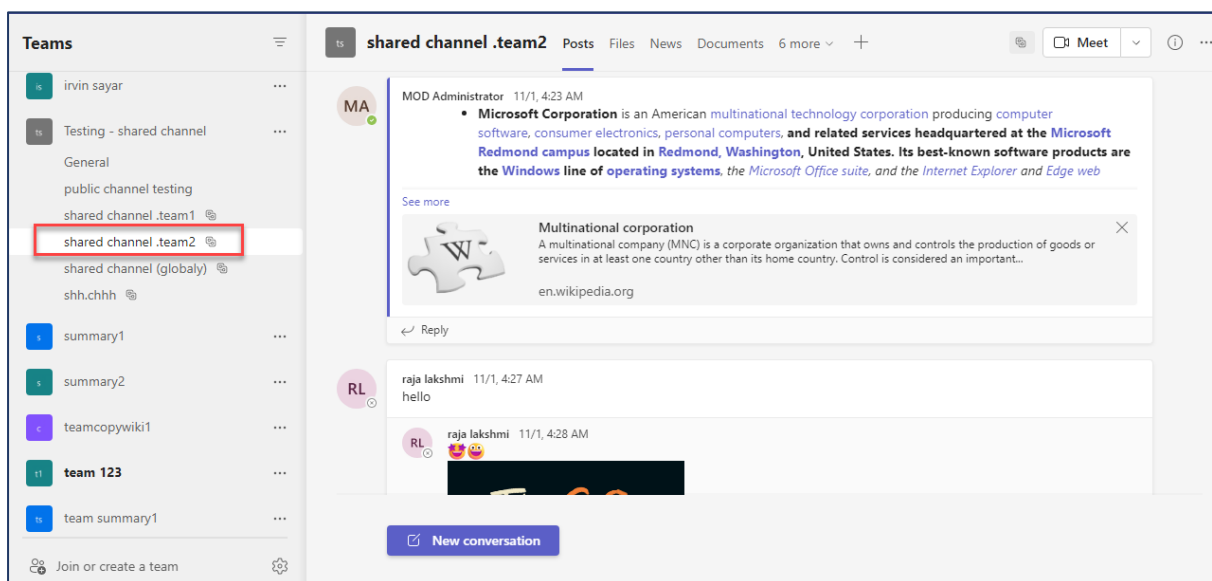 Teams
is irvin sayar
ts Testing - shared channel
General
public channel testing
shared channel .team1
shared channel .team2
shared channel (globaly)
shh.chhh
s summary1
s summary2
c teamcopywiki1
t1 team 123
ts team summary1
Join or create a team
ts shared channel .team2 Posts Files News Documents 6 more Meet
MA
MOD Administrator 11/1, 4:23 AM
• Microsoft Corporation is an American multinational technology corporation producing computer
software, consumer electronics, personal computers, and related services headquartered at the Microsoft
Redmond campus located in Redmond, Washington, United States. Its best-known software products are
the Windows line of operating systems, the Microsoft Office suite, and the Internet Explorer and Edge web
See more
W
Multinational corporation
A multinational company (MNC) is a corporate organization that owns and controls the production of goods or
services in at least one country other than its home country. Control is considered an important...
en.wikipedia.org
Reply
RL
raja lakshmi 11/1, 4:27 AM
hello
RL
raja lakshmi 11/1, 4:28 AM
New conversation